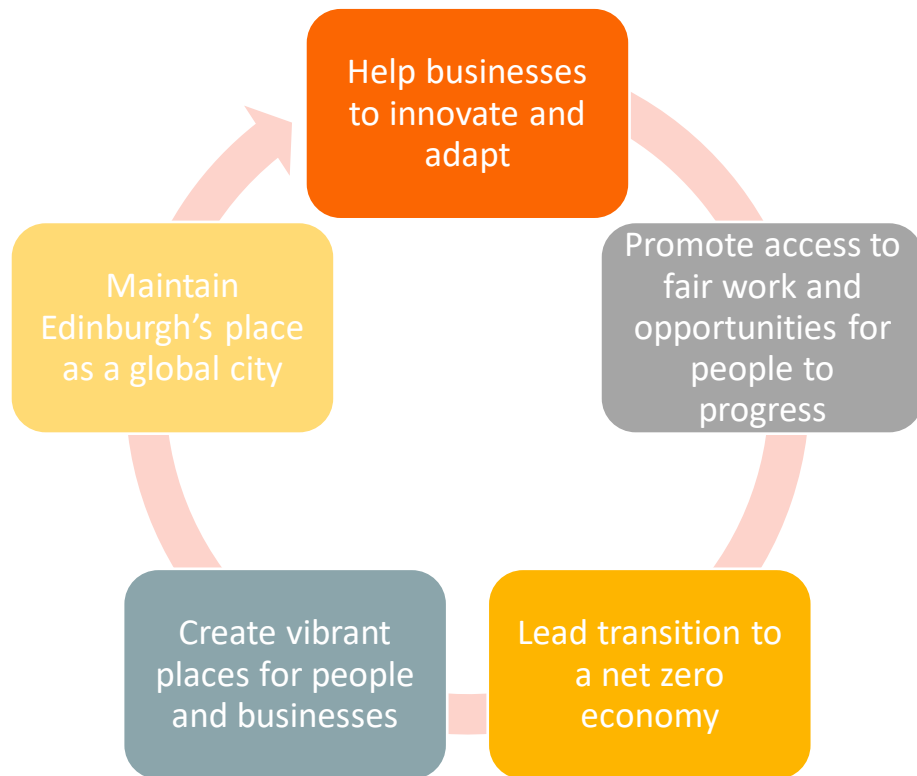 Help businesses
to innovate and
adapt
Promote access to
fair work and
opportunities for
people to
progress
Lead transition to
a net zero
economy
Create vibrant
places for people
and businesses
Maintain
Edinburgh’s place
as a global city